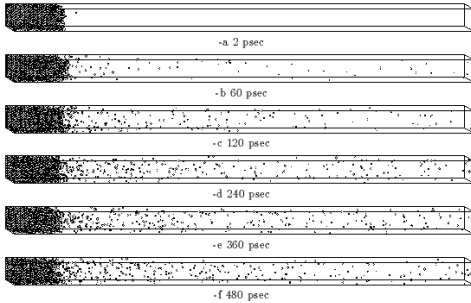 -a 2 psec
-b 60 psec
-c 120 psec
-d 240 psec
-e 360 psec
-f 480 psec